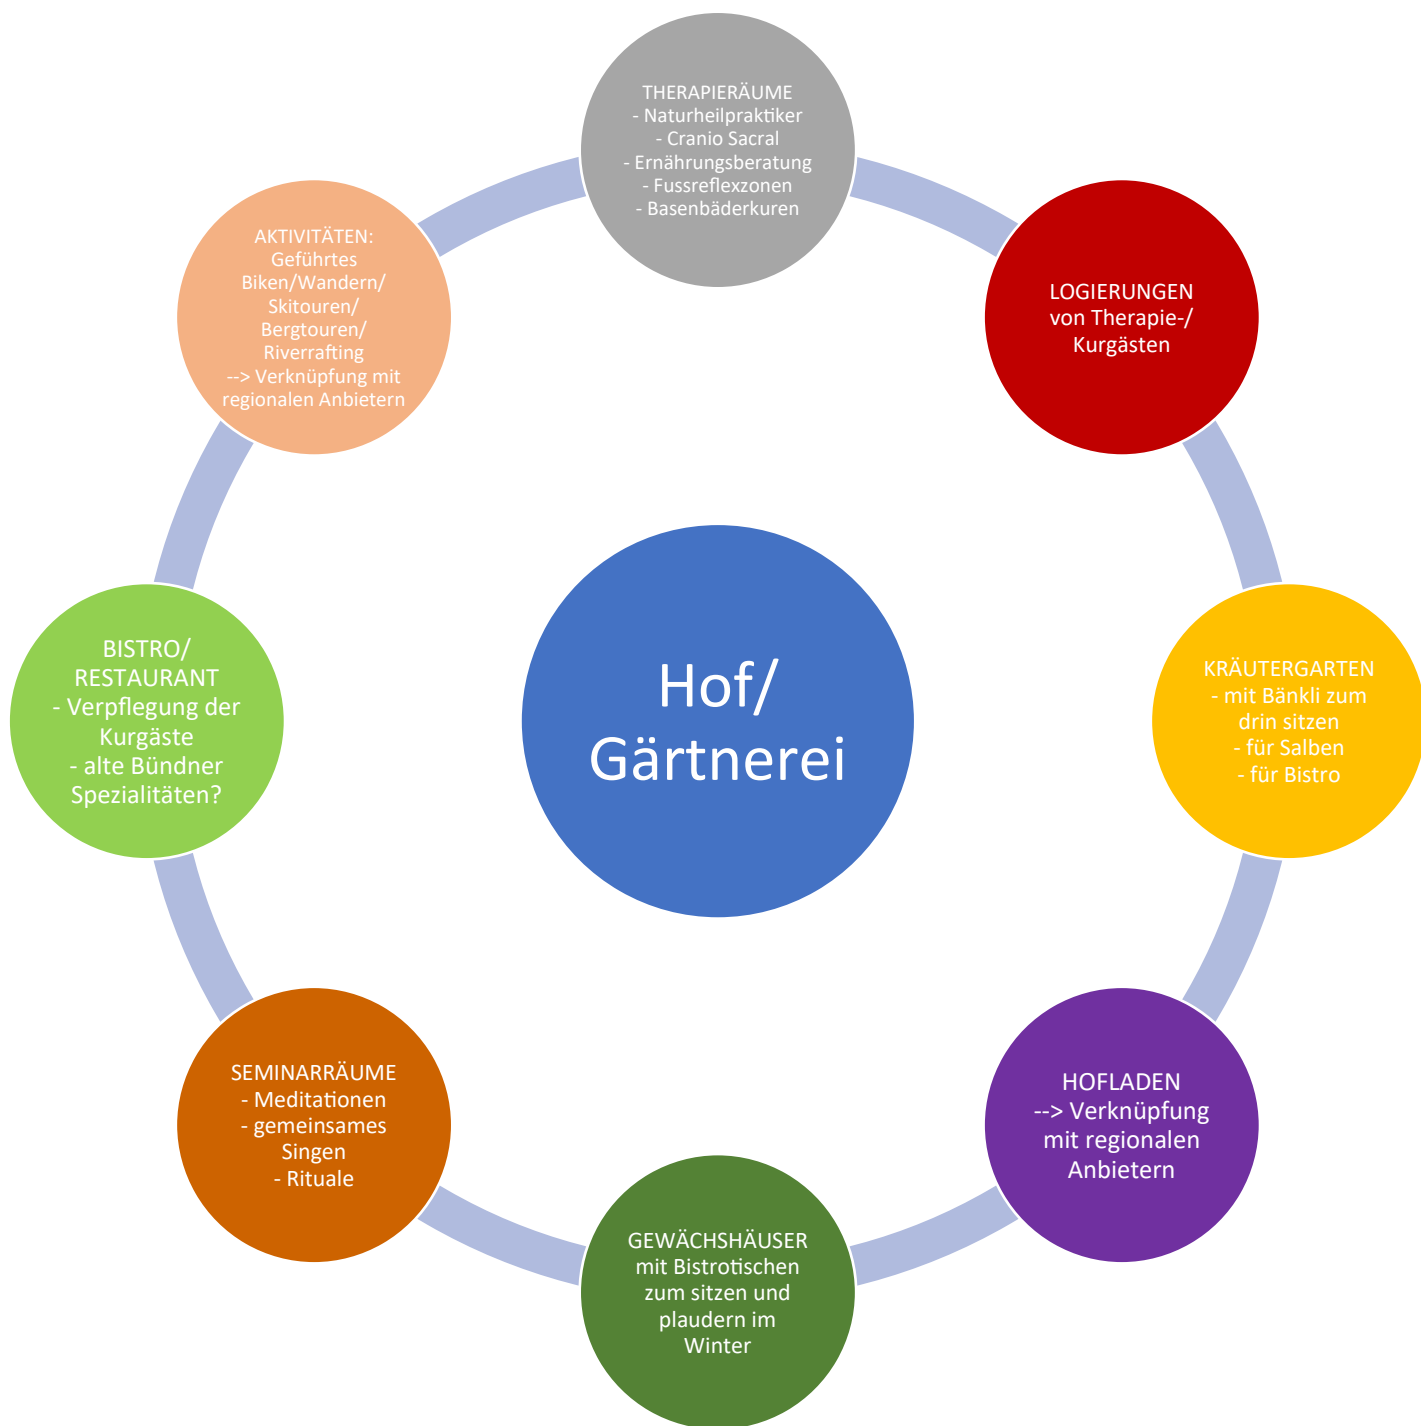 THERAPIERÄUME
- Naturheilpraktiker
- Cranio Sacral
- Ernährungsberatung
- Fussreflexzonen
- Basenbäderkuren
LOGIERUNGEN
von Therapie-/
Kurgästen
KRÄUTERGARTEN
- mit Bänkli zum
drin sitzen
- für Salben
- für Bistro
HOFLADEN
--> Verknüpfung
mit regionalen
Anbietern
GEWÄCHSHÄUSER
mit Bistrotischen
zum sitzen und
plaudern im
Winter
SEMINARRÄUME
- Meditationen
- gemeinsames
Singen
- Rituale
BISTRO/
RESTAURANT
- Verpflegung der
Kurgäste
- alte Bündner
Spezialitäten?
AKTIVITÄTEN:
Geführtes
Biken/Wandern/
Skitouren/
Bergtouren/
Riverrafting
--> Verknüpfung mit
regionalen Anbietern
Hof/
Gärtnerei